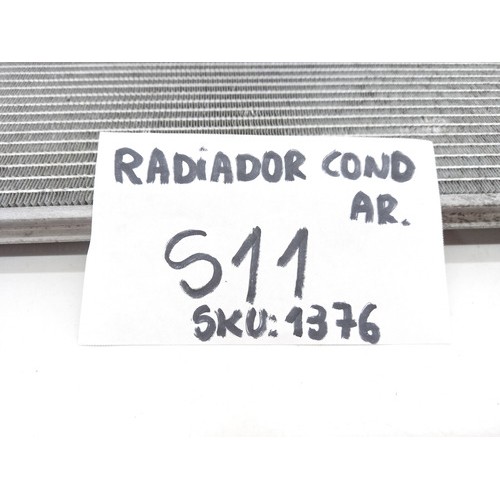 RADiADOR COND
AR.
S11
SKU: 1376